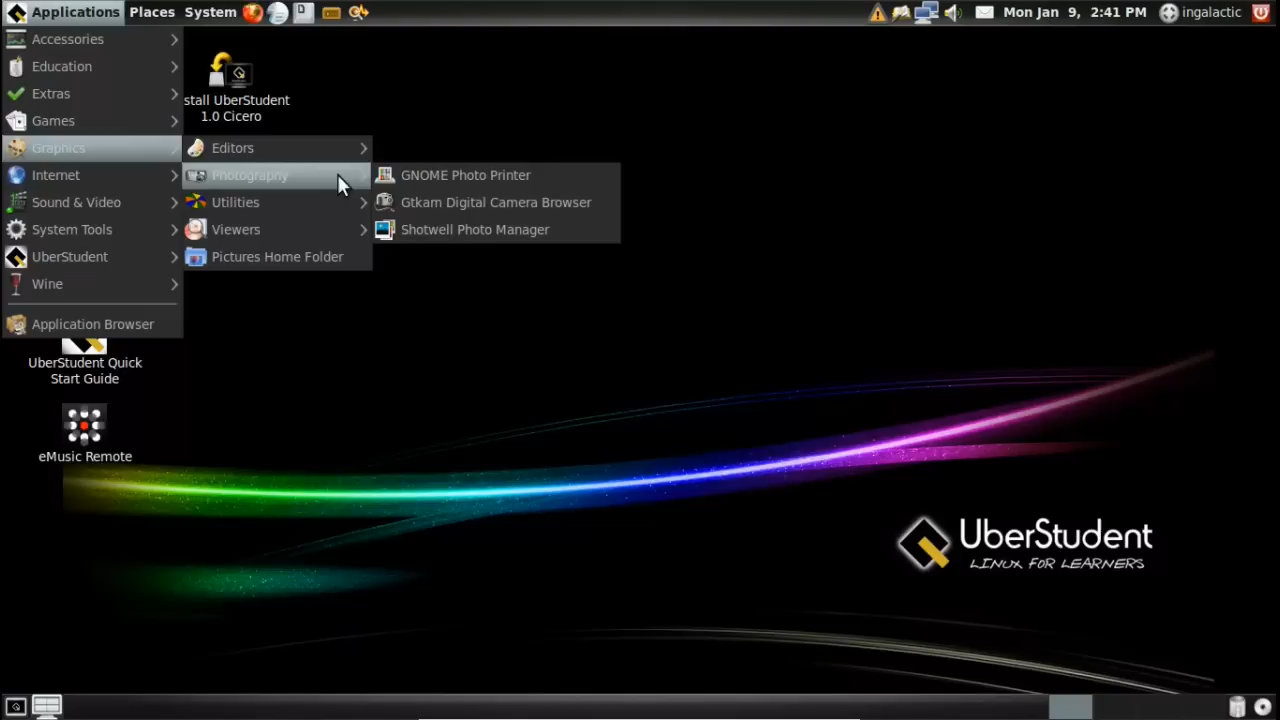 Applications Places System
Mon Jan 9, 2:41 PM ingalactic
Accessories
Education
Extras
Games
Graphics
Internet
Sound & Video
System Tools
UberStudent
Wine
Application Browser
Editors
Photography
Utilities
Viewers
Pictures Home Folder
GNOME Photo Printer
Gtkam Digital Camera Browser
Shotwell Photo Manager
stall UberStudent
1.0 Cicero
UberStudent Quick
Start Guide
eMusic Remote
UberStudent
LINUX FOR LEARNERS